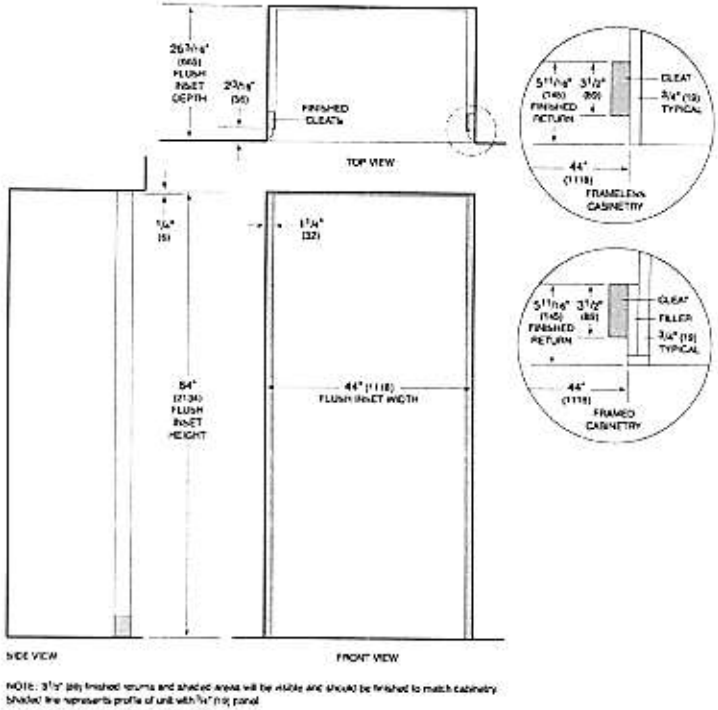 26 3/16"
(665)
FLUSH
INSET
DEPTH
2 3/16"
(56)
FINISHED
CLEATS
TOP VIEW
5 11/16"
(145)
FINISHED
RETURN
3 1/2"
(89)
CLEAT
3/4" (19)
TYPICAL
44"
(1118)
FRAMELESS
CABINETRY
1/4"
(6)
1 1/4"
(32)
5 11/16"
(145)
FINISHED
RETURN
3 1/2"
(89)
CLEAT
FILLER
3/4" (19)
TYPICAL
44"
(1118)
FRAMED
CABINETRY
84"
(2134)
FLUSH
INSET
HEIGHT
44" (1118)
FLUSH INSET WIDTH
SIDE VIEW
FRONT VIEW
NOTE: 3 1/2" (89) finished returns and shaded areas will be visible and should be finished to match cabinetry.
Shaded line represents profile of unit with 3/4" (19) panel